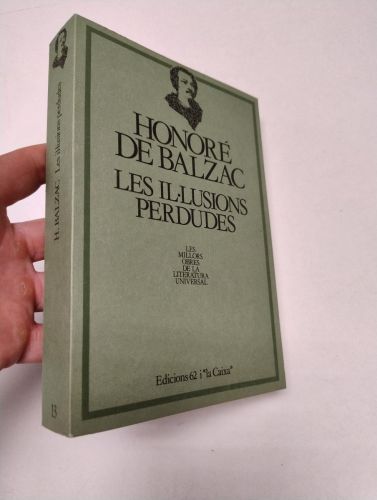 HONORÉ
DE BALZAC
LES IL·LUSIONS
PERDUDES
LES
MILLORS
OBRES
DE LA
LITERATURA
UNIVERSAL
Edicions 62 i "la Caixa"
H. BALZAC Les il·lusions perdudes
13